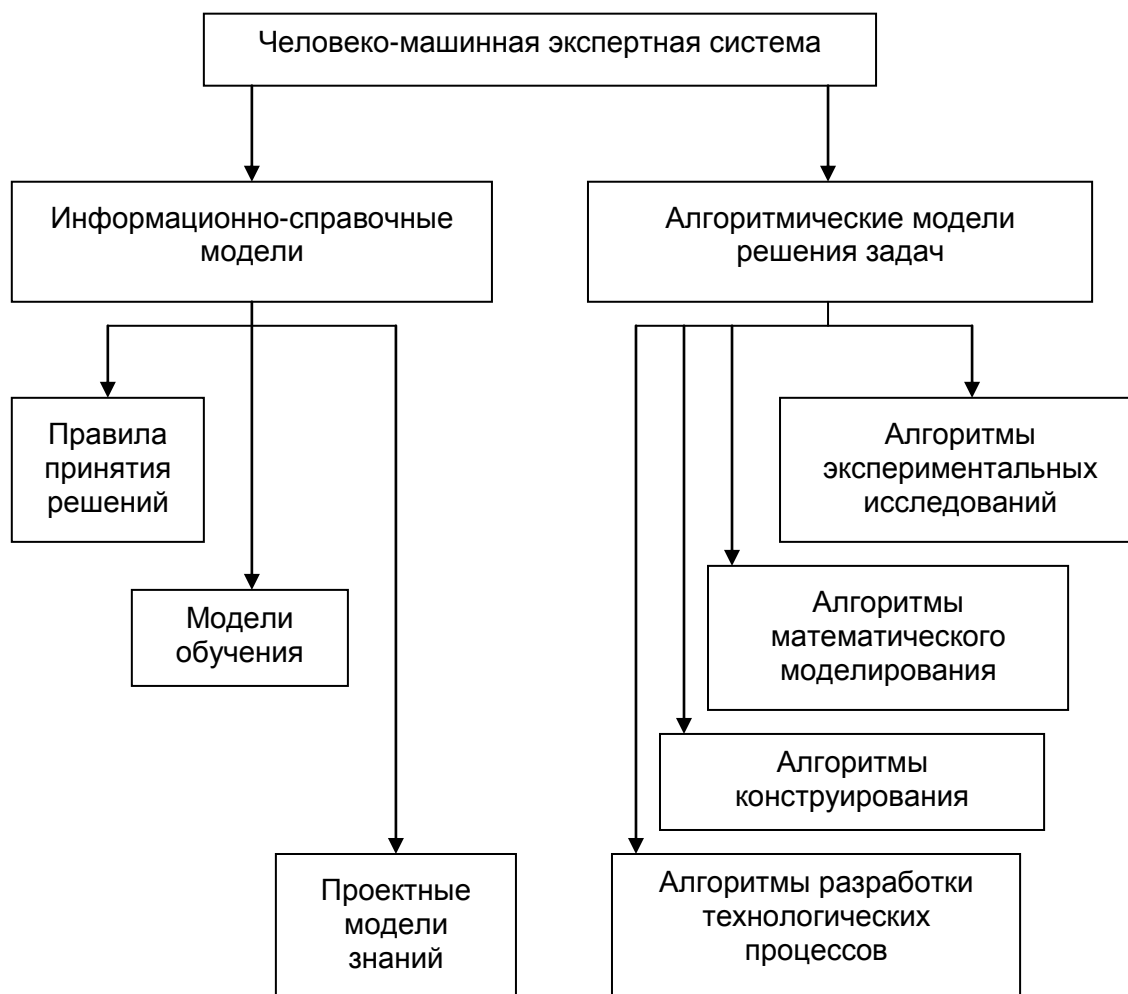 Человеко-машинная экспертная система
Информационно-справочные
модели
Алгоритмические модели
решения задач
Правила
принятия
решений
Алгоритмы
экспериментальных
исследований
Модели
обучения
Алгоритмы
математического
моделирования
Алгоритмы
конструирования
Проектные
модели
знаний
Алгоритмы разработки
технологических
процессов